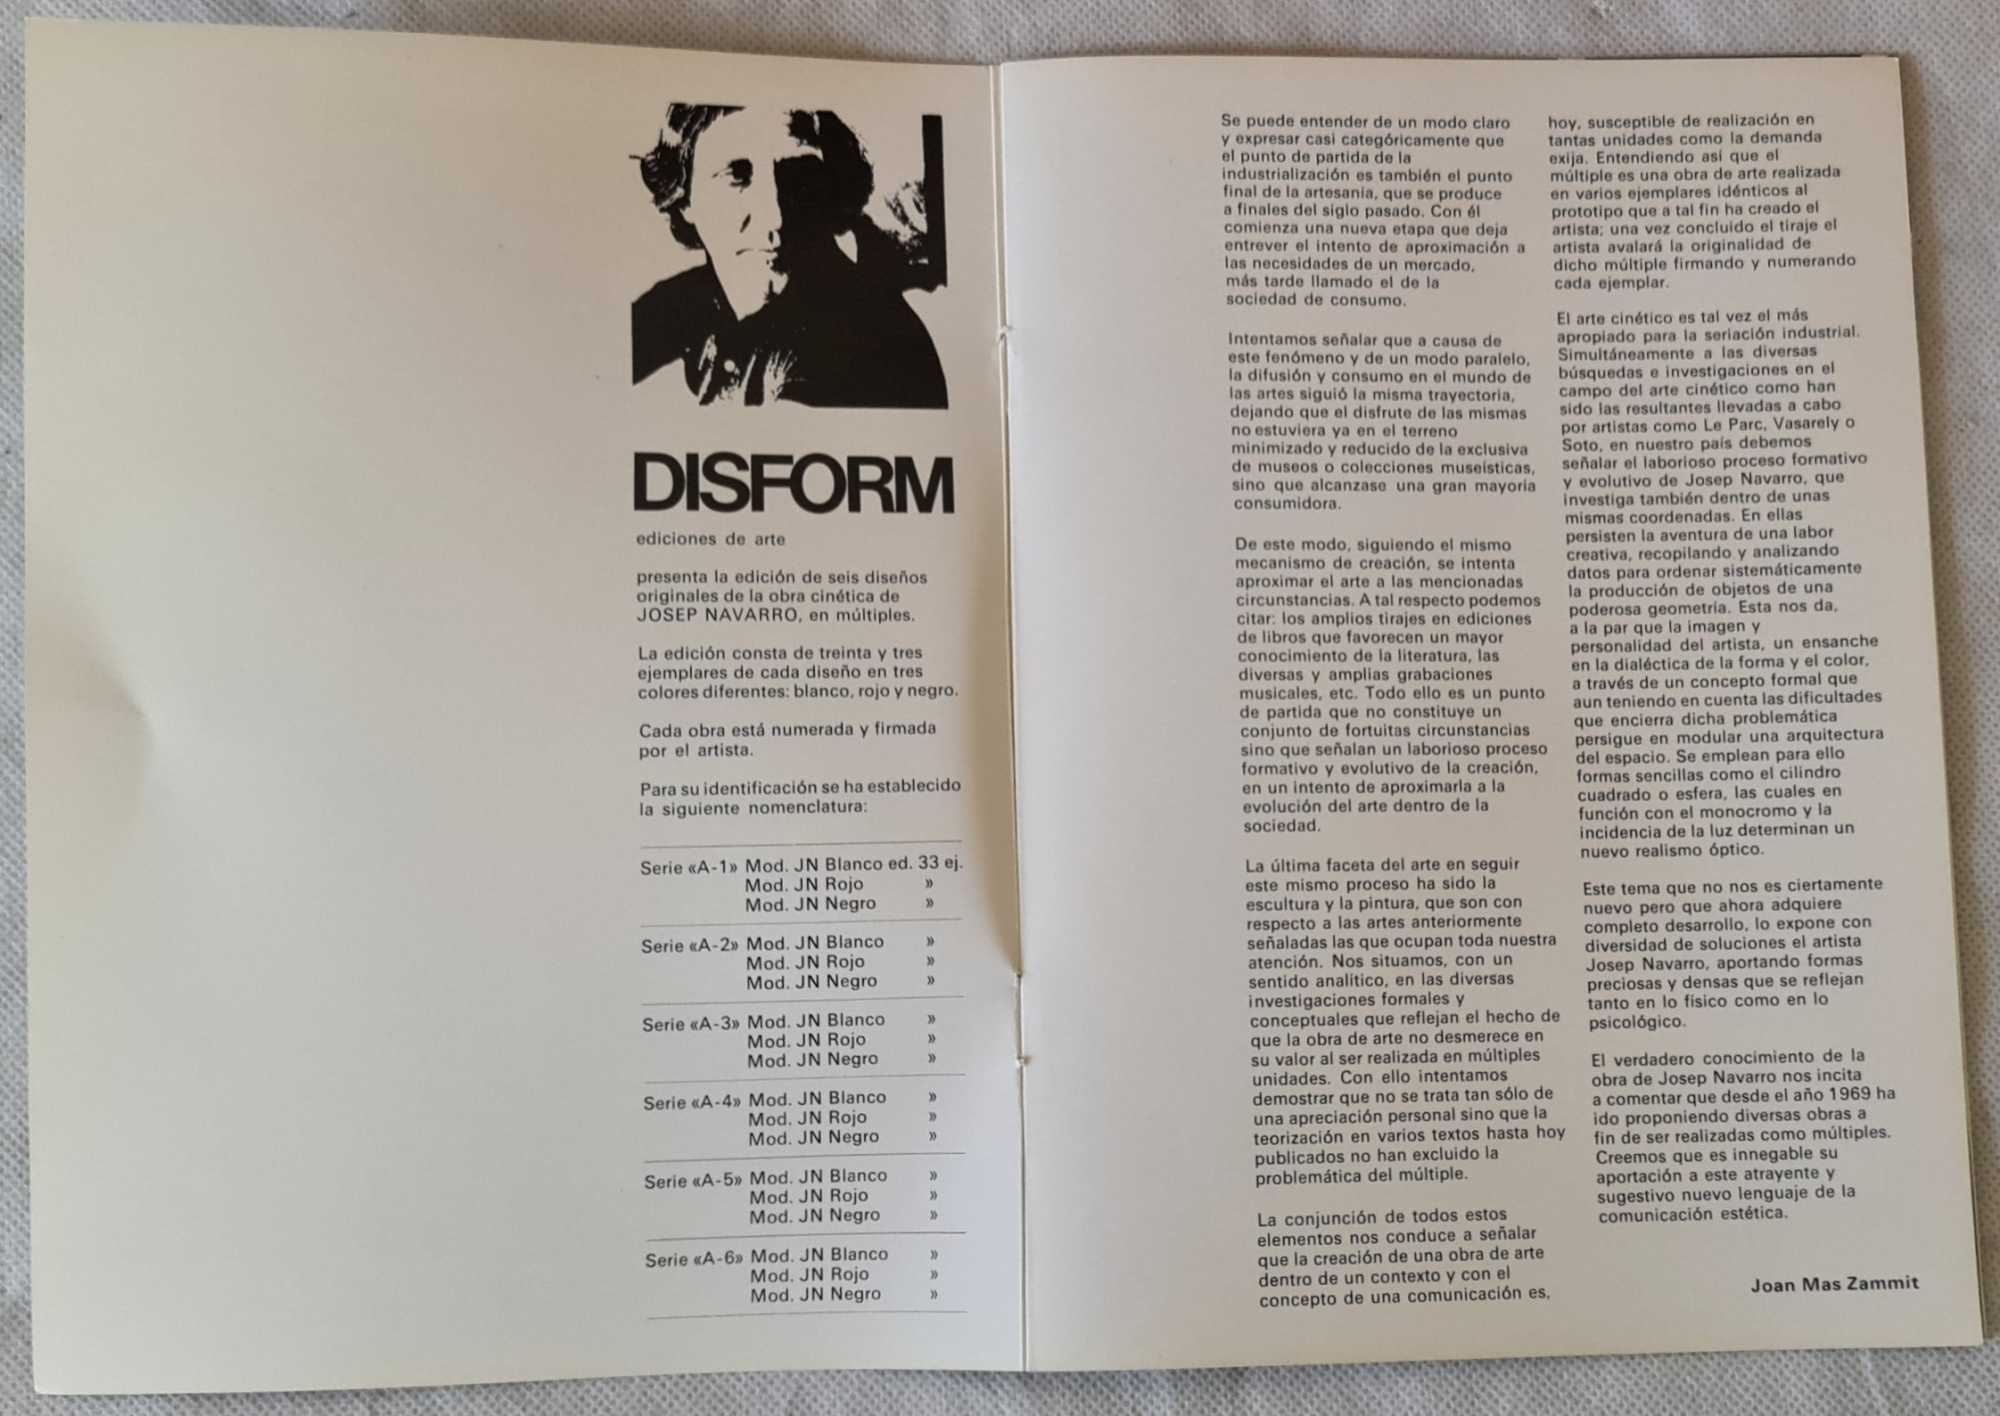 DISFORM
ediciones de arte
presenta la edición de seis diseños
originales de la obra cinética de
JOSEP NAVARRO, en múltiples.
La edición consta de treinta y tres
ejemplares de cada diseño en tres
colores diferentes: blanco, rojo y negro.
Cada obra está numerada y firmada
por el artista.
Para su identificación se ha establecido
la siguiente nomenclatura:
Serie «A-1» Mod. JN Blanco ed. 33 ej.
Mod. JN Rojo »
Mod. JN Negro »
Serie «A-2» Mod. JN Blanco »
Mod. JN Rojo »
Mod. JN Negro »
Serie «A-3» Mod. JN Blanco »
Mod. JN Rojo »
Mod. JN Negro »
Serie «A-4» Mod. JN Blanco »
Mod. JN Rojo »
Mod. JN Negro »
Serie «A-5» Mod. JN Blanco »
Mod. JN Rojo »
Mod. JN Negro »
Serie «A-6» Mod. JN Blanco »
Mod. JN Rojo »
Mod. JN Negro »
Se puede entender de un modo claro
y expresar casi categóricamente que
el punto de partida de la
industrialización es también el punto
final de la artesanía, que se produce
a finales del siglo pasado. Con él
comienza una nueva etapa que deja
entrever el intento de aproximación a
las necesidades de un mercado,
más tarde llamado el de la
sociedad de consumo.
Intentamos señalar que a causa de
este fenómeno y de un modo paralelo,
la difusión y consumo en el mundo de
las artes siguió la misma trayectoria,
dejando que el disfrute de las mismas
no estuviera ya en el terreno
minimizado y reducido de la exclusiva
de museos o colecciones museísticas,
sino que alcanzase una gran mayoría
consumidora.
De este modo, siguiendo el mismo
mecanismo de creación, se intenta
aproximar el arte a las mencionadas
circunstancias. A tal respecto podemos
citar: los amplios tirajes en ediciones
de libros que favorecen un mayor
conocimiento de la literatura, las
diversas y amplias grabaciones
musicales, etc. Todo ello es un punto
de partida que no constituye un
conjunto de fortuitas circunstancias
sino que señalan un laborioso proceso
formativo y evolutivo de la creación,
en un intento de aproximarla a la
evolución del arte dentro de la
sociedad.
La última faceta del arte en seguir
este mismo proceso ha sido la
escultura y la pintura, que son con
respecto a las artes anteriormente
señaladas las que ocupan toda nuestra
atención. Nos situamos, con un
sentido analítico, en las diversas
investigaciones formales y
conceptuales que reflejan el hecho de
que la obra de arte no desmerece en
su valor al ser realizada en múltiples
unidades. Con ello intentamos
demostrar que no se trata tan sólo de
una apreciación personal sino que la
teorización en varios textos hasta hoy
publicados no han excluido la
problemática del múltiple.
La conjunción de todos estos
elementos nos conduce a señalar
que la creación de una obra de arte
dentro de un contexto y con el
concepto de una comunicación es,
hoy, susceptible de realización en
tantas unidades como la demanda
exija. Entendiendo así que el
múltiple es una obra de arte realizada
en varios ejemplares idénticos al
prototipo que a tal fin ha creado el
artista; una vez concluido el tiraje el
artista avalará la originalidad de
dicho múltiple firmando y numerando
cada ejemplar.
El arte cinético es tal vez el más
apropiado para la seriación industrial.
Simultáneamente a las diversas
búsquedas e investigaciones en el
campo del arte cinético como han
sido las resultantes llevadas a cabo
por artistas como Le Parc, Vasarely o
Soto, en nuestro país debemos
señalar el laborioso proceso formativo
y evolutivo de Josep Navarro, que
investiga también dentro de unas
mismas coordenadas. En ellas
persisten la aventura de una labor
creativa, recopilando y analizando
datos para ordenar sistemáticamente
la producción de objetos de una
poderosa geometría. Esta nos da,
a la par que la imagen y
personalidad del artista, un ensanche
en la dialéctica de la forma y el color,
a través de un concepto formal que
aun teniendo en cuenta las dificultades
que encierra dicha problemática
persigue en modular una arquitectura
del espacio. Se emplean para ello
formas sencillas como el cilindro
cuadrado o esfera, las cuales en
función con el monocromo y la
incidencia de la luz determinan un
nuevo realismo óptico.
Este tema que no nos es ciertamente
nuevo pero que ahora adquiere
completo desarrollo, lo expone con
diversidad de soluciones el artista
Josep Navarro, aportando formas
preciosas y densas que se reflejan
tanto en lo físico como en lo
psicológico.
El verdadero conocimiento de la
obra de Josep Navarro nos incita
a comentar que desde el año 1969 ha
ido proponiendo diversas obras a
fin de ser realizadas como múltiples.
Creemos que es innegable su
aportación a este atrayente y
sugestivo nuevo lenguaje de la
comunicación estética.
Joan Mas Zammit